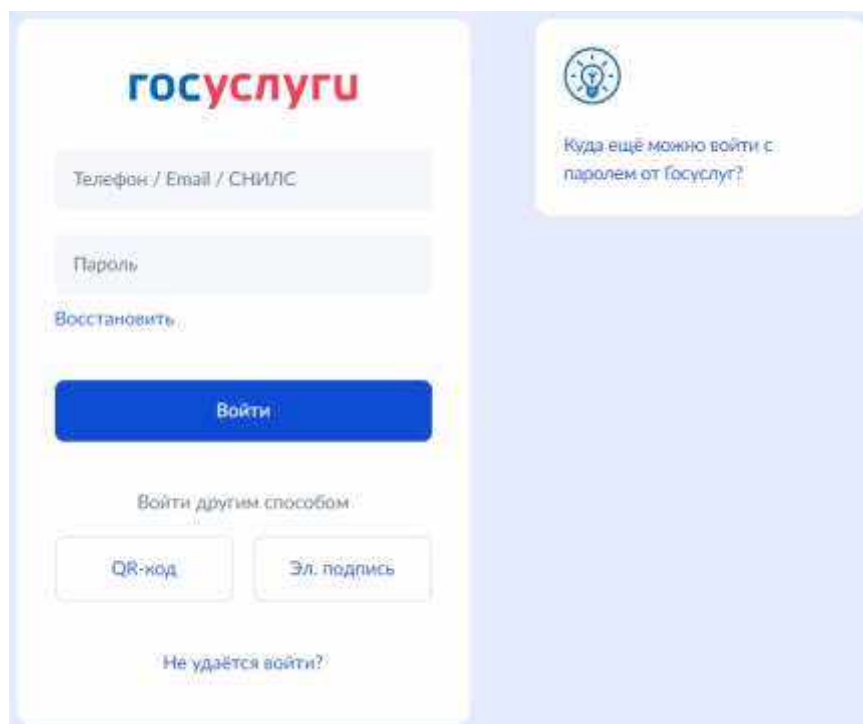 госуслуги
Телефон / Email / СНИЛС
Пароль
Восстановить
Войти
Войти другим способом
QR-код
Эл. подпись
Не удаётся войти?
Куда ещё можно войти с
паролем от Госуслуг?